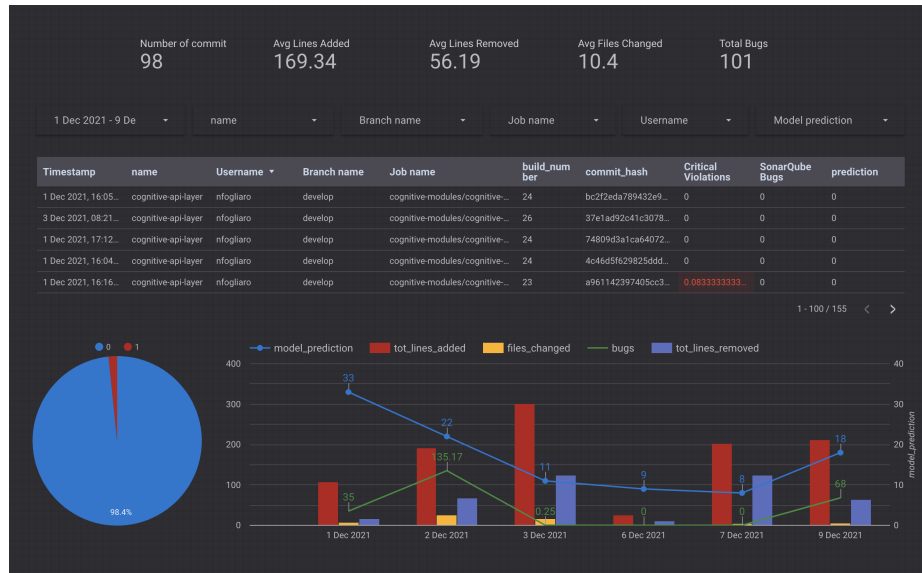 Number of commit
98
Avg Lines Added
169.34
Avg Lines Removed
56.19
Avg Files Changed
10.4
Total Bugs
101
1 Dec 2021 - 9 De name Branch name Job name Username Model prediction
Timestamp name Username Branch name Job name build_num ber commit_hash Critical Violations SonarQube Bugs prediction
1 Dec 2021, 16:05... cognitive-api-layer nfogliaro develop cognitive-modules/cognitive-... 24 bc2f2eda789432e9... 0 0 0
3 Dec 2021, 08:21... cognitive-api-layer nfogliaro develop cognitive-modules/cognitive-... 26 37e1ad92c41c3078... 0 0 0
1 Dec 2021, 17:12... cognitive-api-layer nfogliaro develop cognitive-modules/cognitive-... 24 74809d3a1ca64072... 0 0 0
1 Dec 2021, 16:04... cognitive-api-layer nfogliaro develop cognitive-modules/cognitive-... 24 4c46d5f629825ddd... 0 0 0
1 Dec 2021, 16:16... cognitive-api-layer nfogliaro develop cognitive-modules/cognitive-... 23 a961142397405cc3... 0.0833333333... 0 0
1 - 100 / 155
0 1
98.4%
model_prediction tot_lines_added files_changed bugs tot_lines_removed
400
300
200
100
0
33
22
11
9
8
18
35
135.17
0.25
0
0
68
40
30
20
10
0
model_prediction
1 Dec 2021 2 Dec 2021 3 Dec 2021 6 Dec 2021 7 Dec 2021 9 Dec 2021